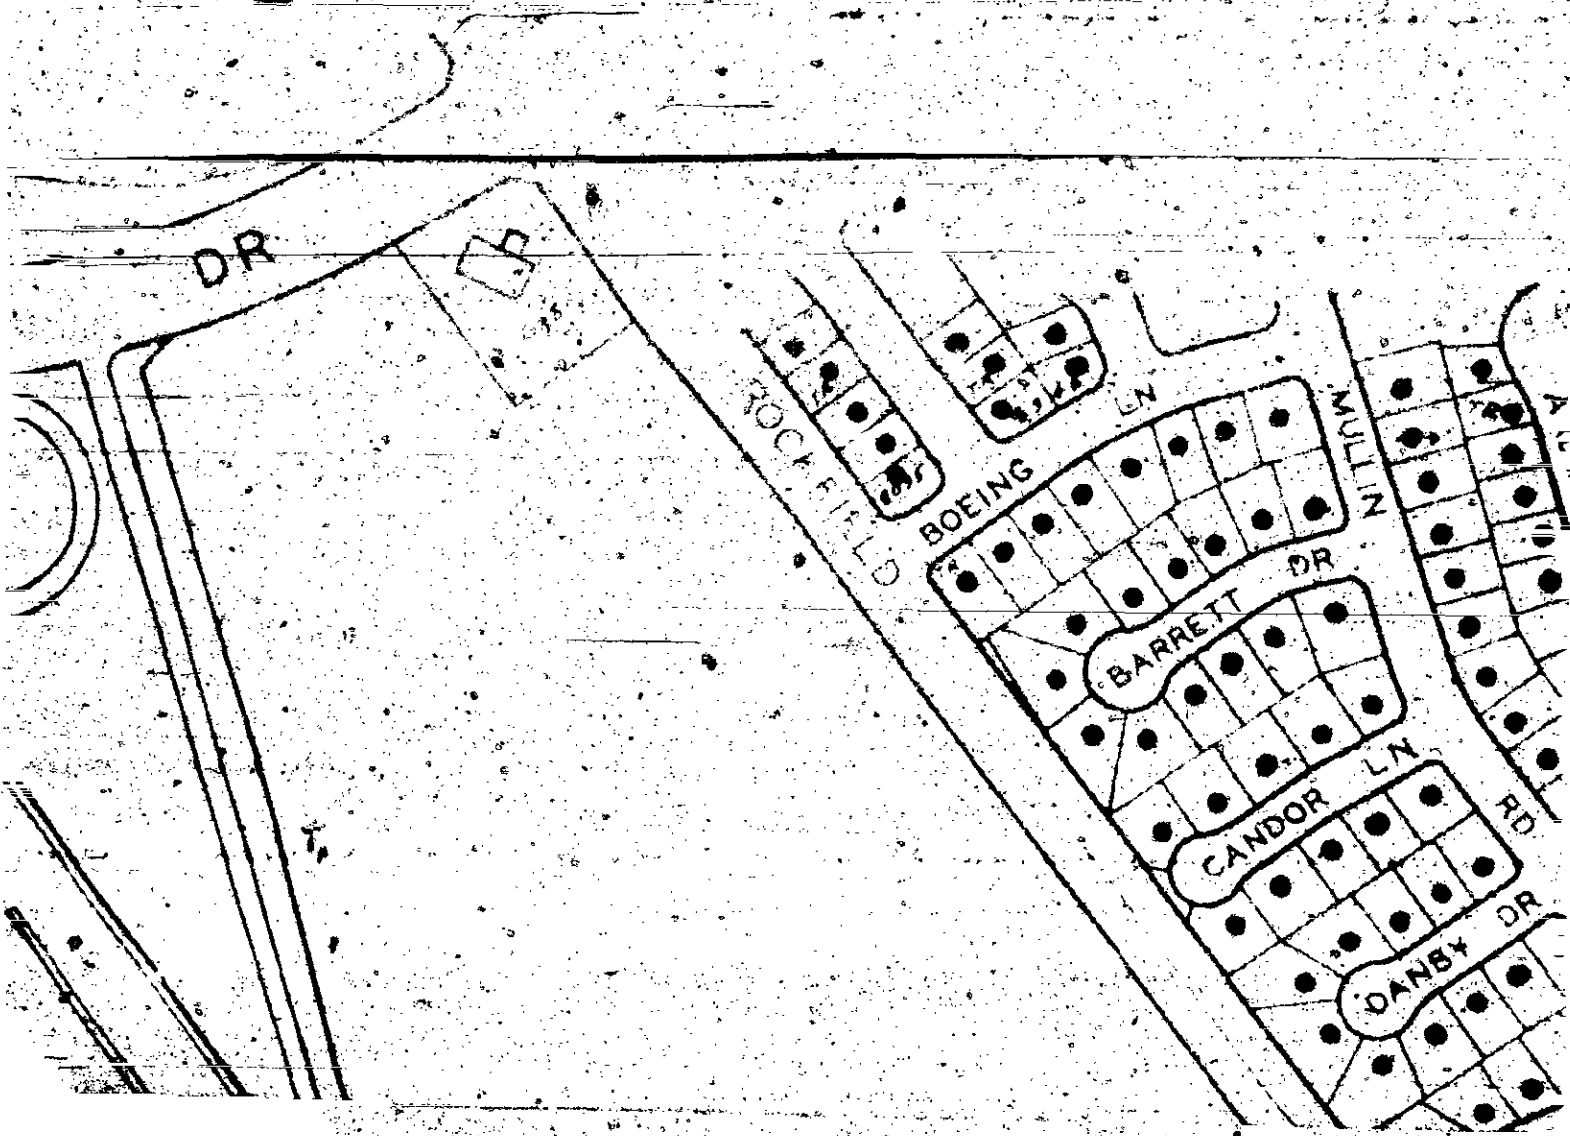 DR
ROCKFIELD
BOEING LN
MULLIN RD
BARRETT DR
CANDOR LN
DANBY DR